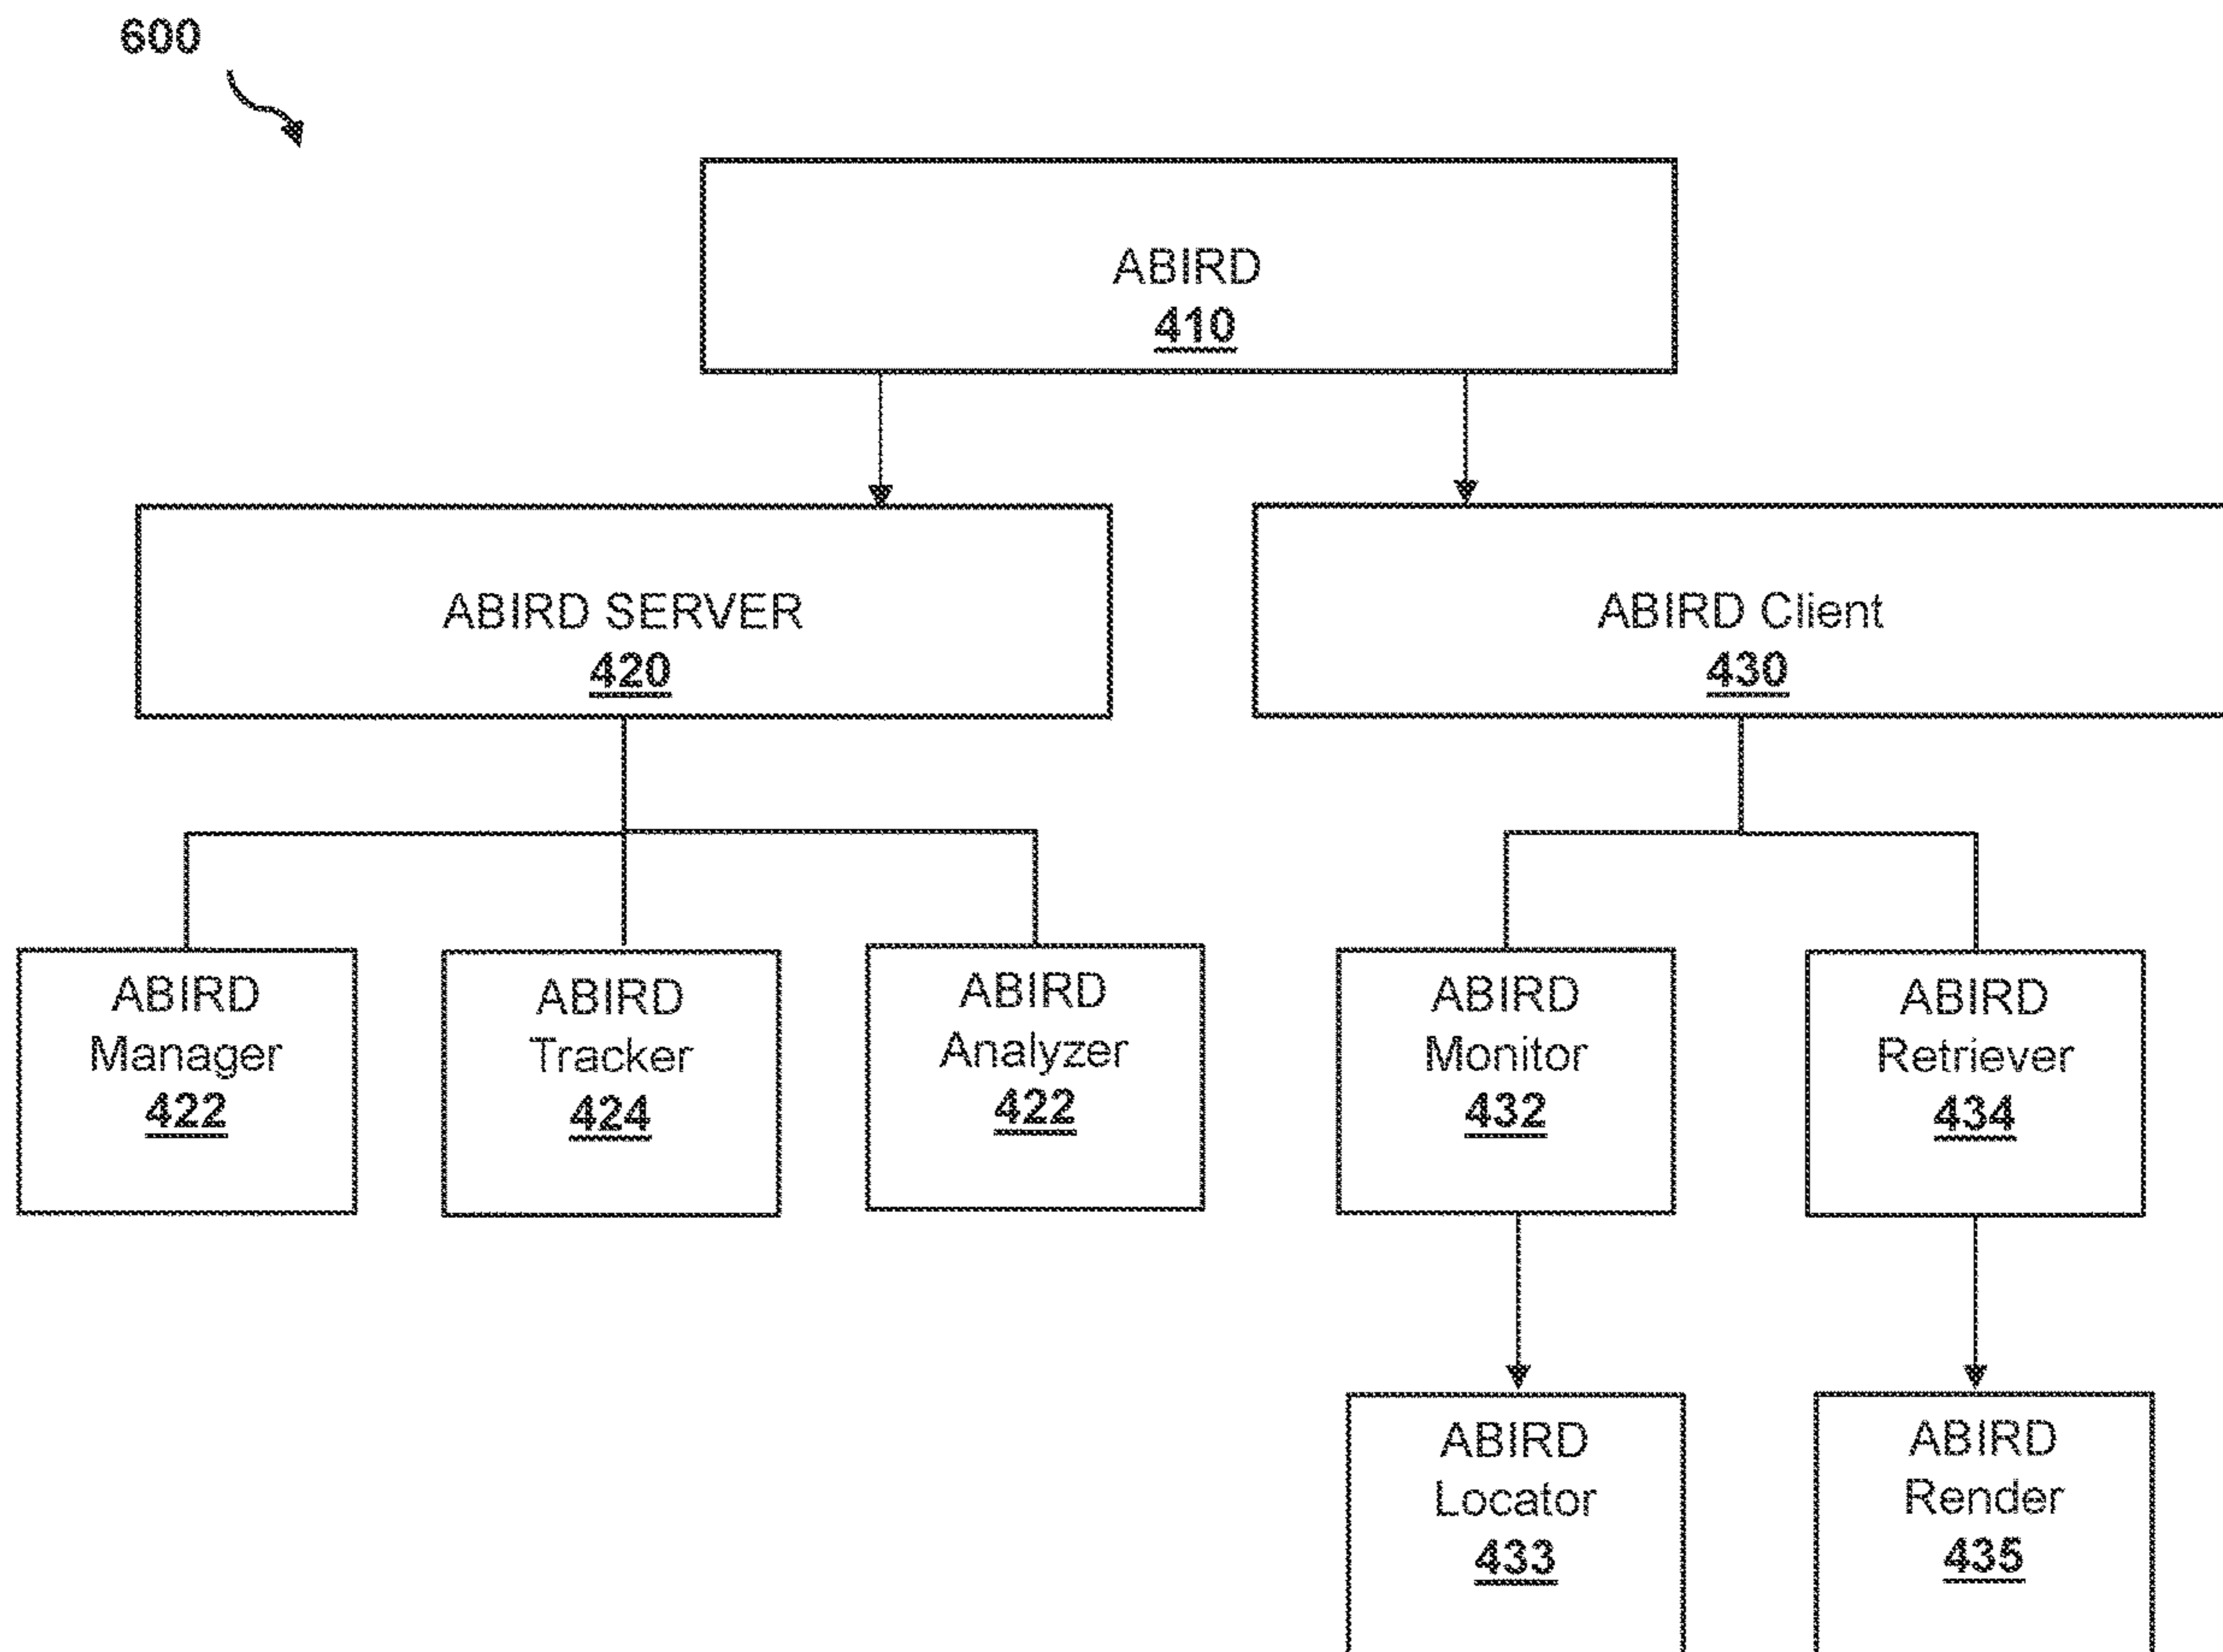 600
ABIRD
410
ABIRD SERVER
420
ABIRD Client
430
ABIRD
Manager
422
ABIRD
Tracker
424
ABIRD
Analyzer
422
ABIRD
Monitor
432
ABIRD
Retriever
434
ABIRD
Locator
433
ABIRD
Render
435